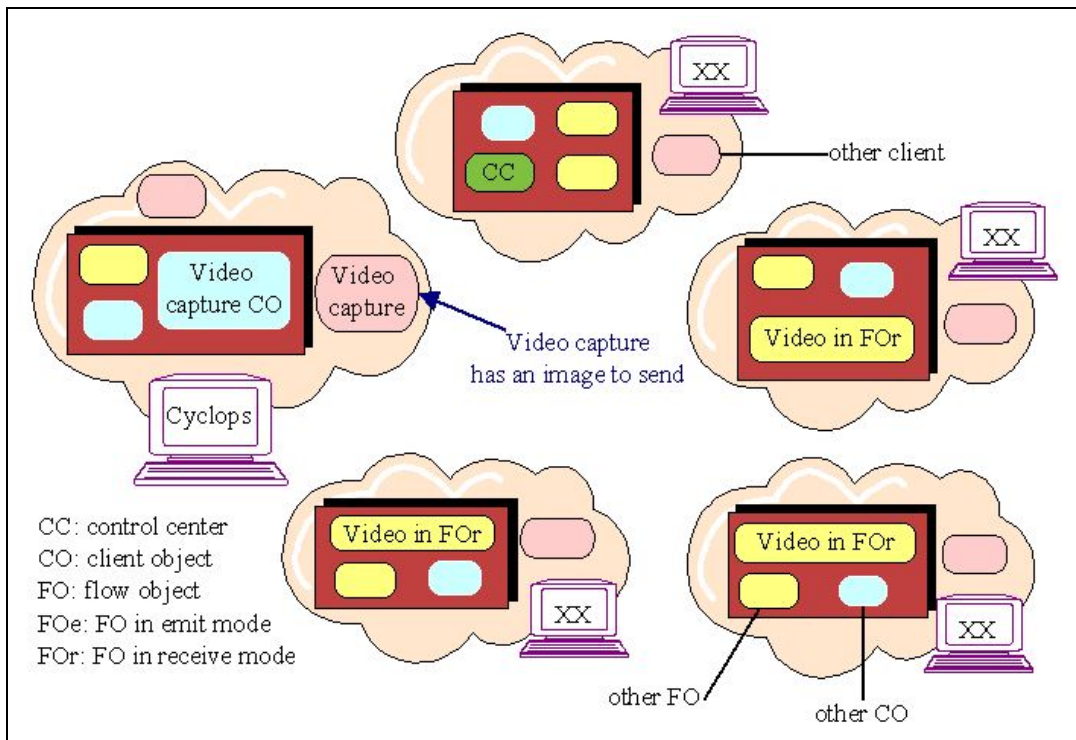 XX
other client
CC
Video
capture CO
Video
capture
XX
Video in FOr
Video capture
has an image to send
Cyclops
CC: control center
CO: client object
FO: flow object
FOe: FO in emit mode
FOr: FO in receive mode
Video in FOr
XX
Video in FOr
XX
other FO
other CO